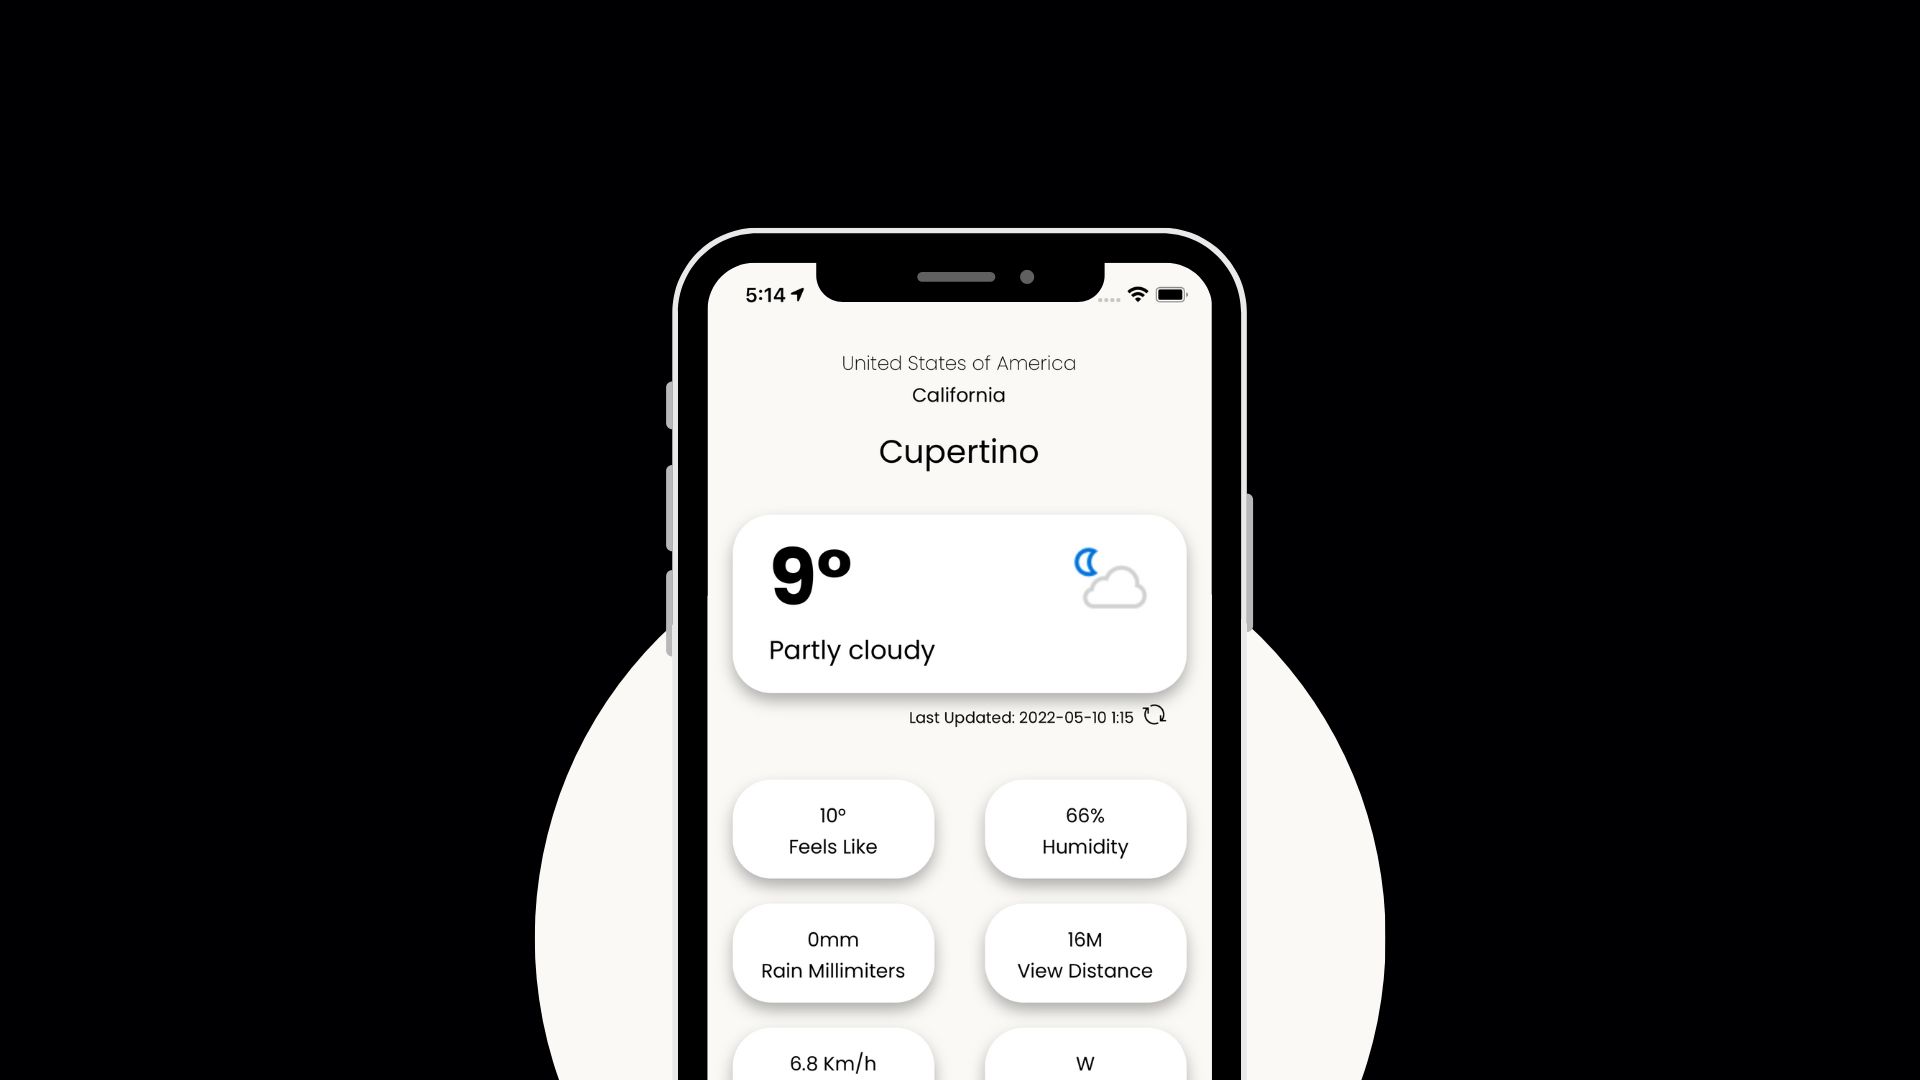 5:14
United States of America
California
Cupertino
9°
Partly cloudy
Last Updated: 2022-05-10 1:15
10°
Feels Like
66%
Humidity
0mm
Rain Millimiters
16M
View Distance
6.8 Km/h
W